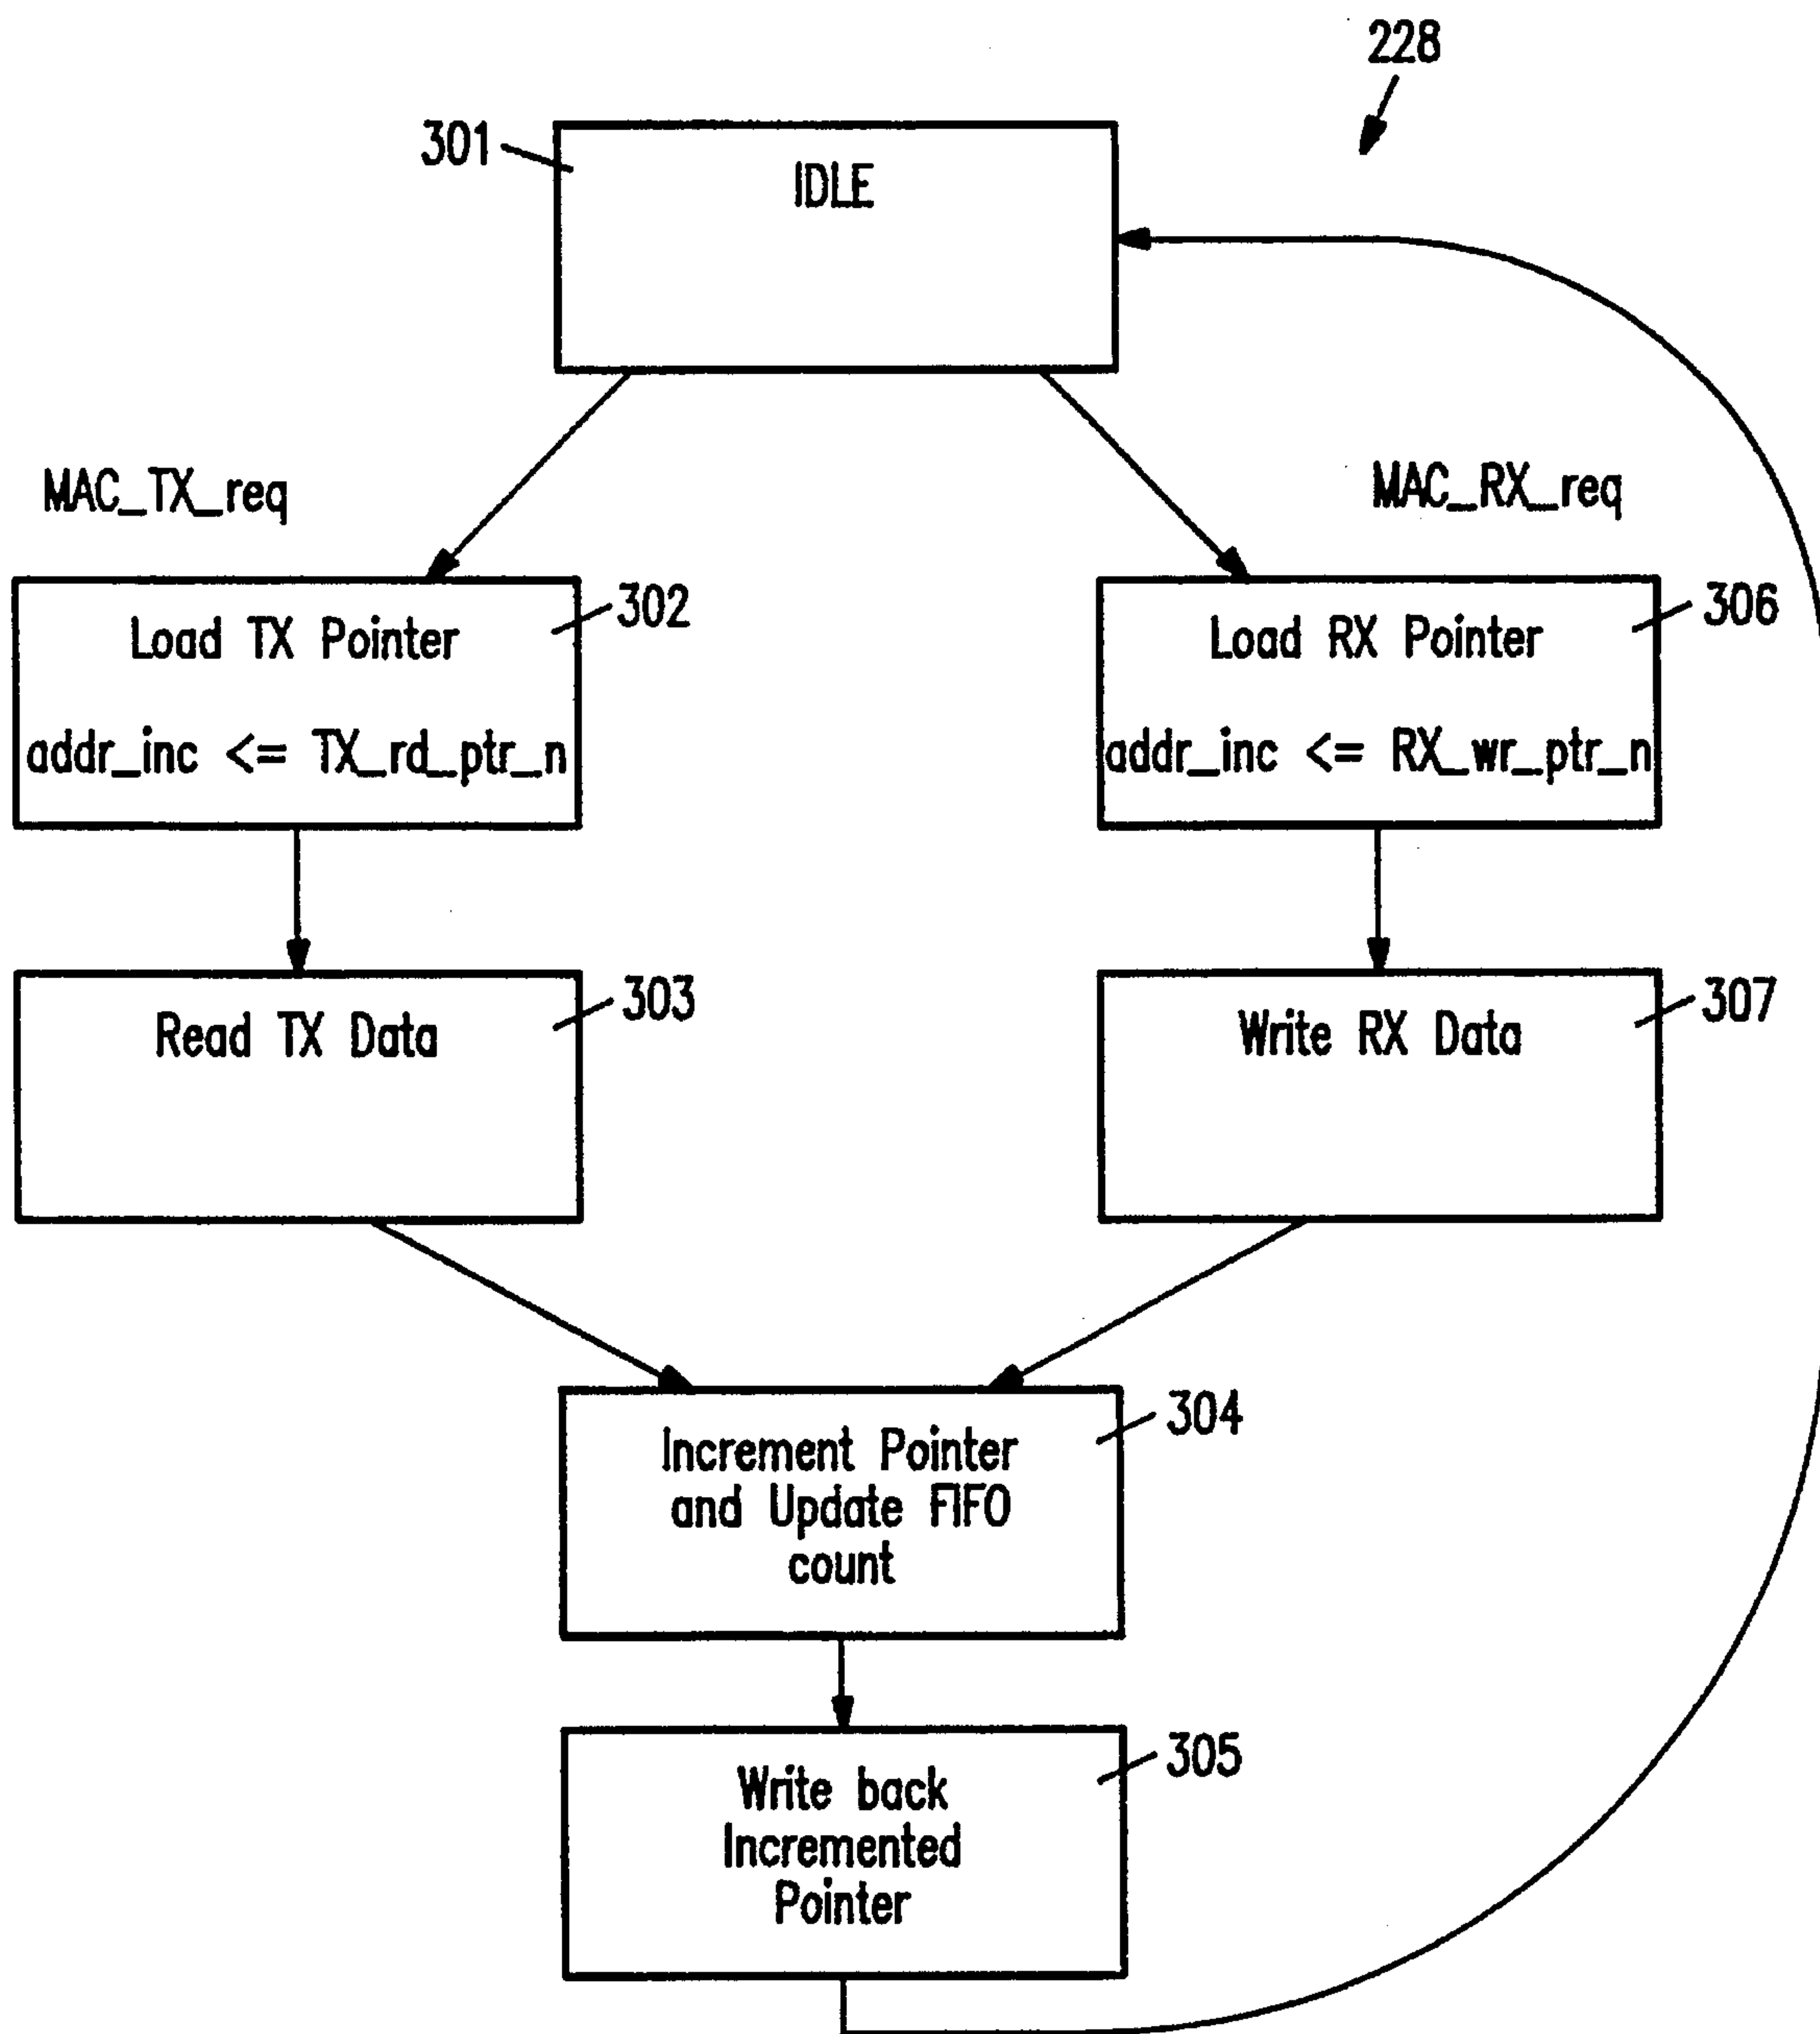 228
301
IDLE
MAC_TX_req
MAC_RX_req
302
Load TX Pointer
addr_inc <= TX_rd_ptr_n
306
Load RX Pointer
addr_inc <= RX_wr_ptr_n
303
Read TX Data
307
Write RX Data
304
Increment Pointer
and Update FIFO
count
305
Write back
Incremented
Pointer